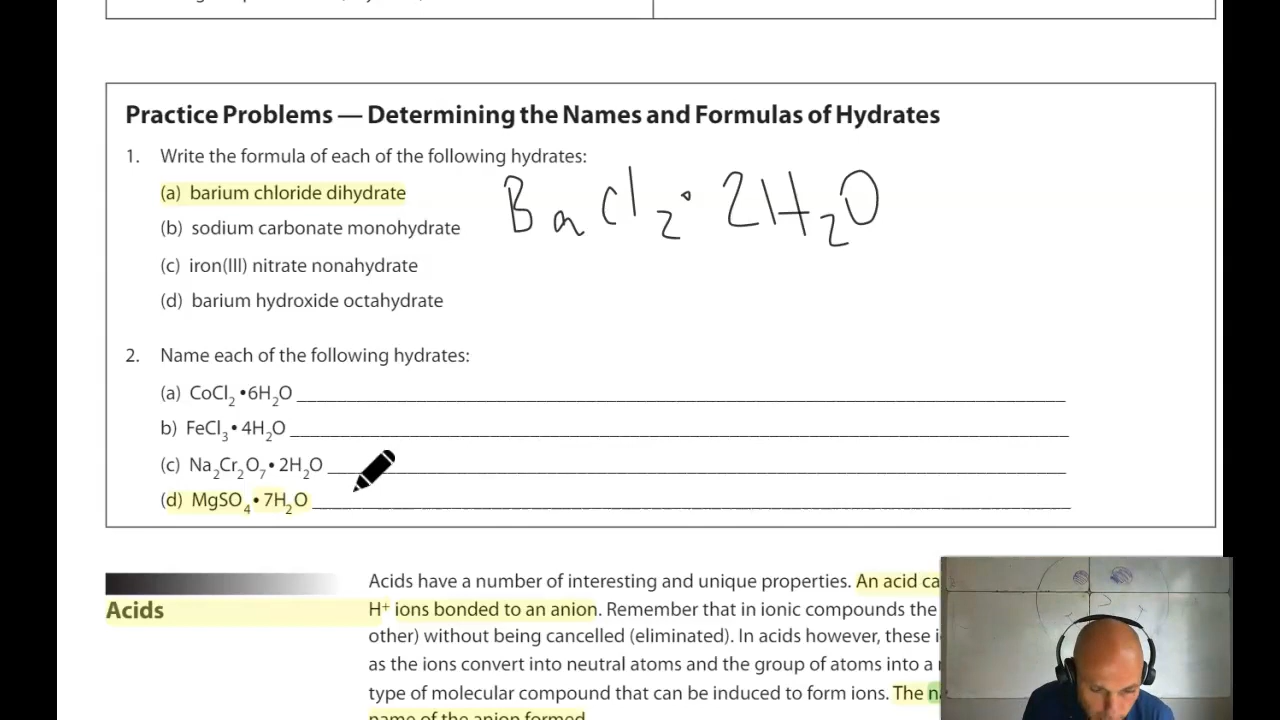 Practice Problems — Determining the Names and Formulas of Hydrates
1. Write the formula of each of the following hydrates:
(a) barium chloride dihydrate BaCl₂•2H₂O
(b) sodium carbonate monohydrate
(c) iron(III) nitrate nonahydrate
(d) barium hydroxide octahydrate
2. Name each of the following hydrates:
(a) CoCl₂•6H₂O
b) FeCl₃•4H₂O
(c) Na₂Cr₂O₇•2H₂O
(d) MgSO₄•7H₂O
Acids
Acids have a number of interesting and unique properties. An acid ca
H⁺ ions bonded to an anion. Remember that in ionic compounds the
other) without being cancelled (eliminated). In acids however, these i
as the ions convert into neutral atoms and the group of atoms into a
type of molecular compound that can be induced to form ions. The n
name of the anion formed